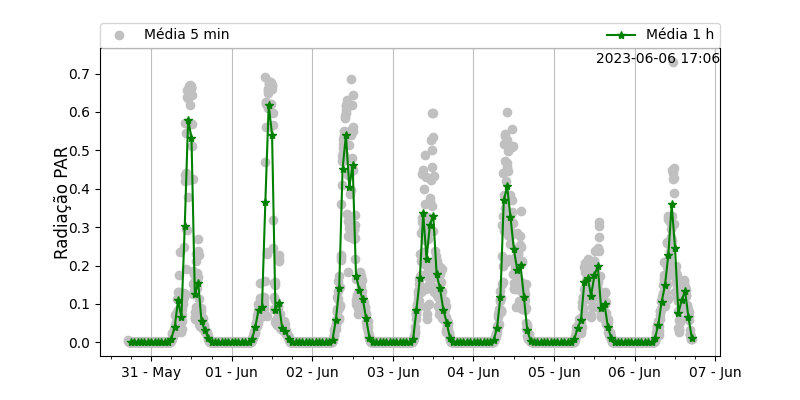 Média 5 min
Média 1 h
2023-06-06 17:06
Radiação PAR
0.7
0.6
0.5
0.4
0.3
0.2
0.1
0.0
31 - May
01 - Jun
02 - Jun
03 - Jun
04 - Jun
05 - Jun
06 - Jun
07 - Jun